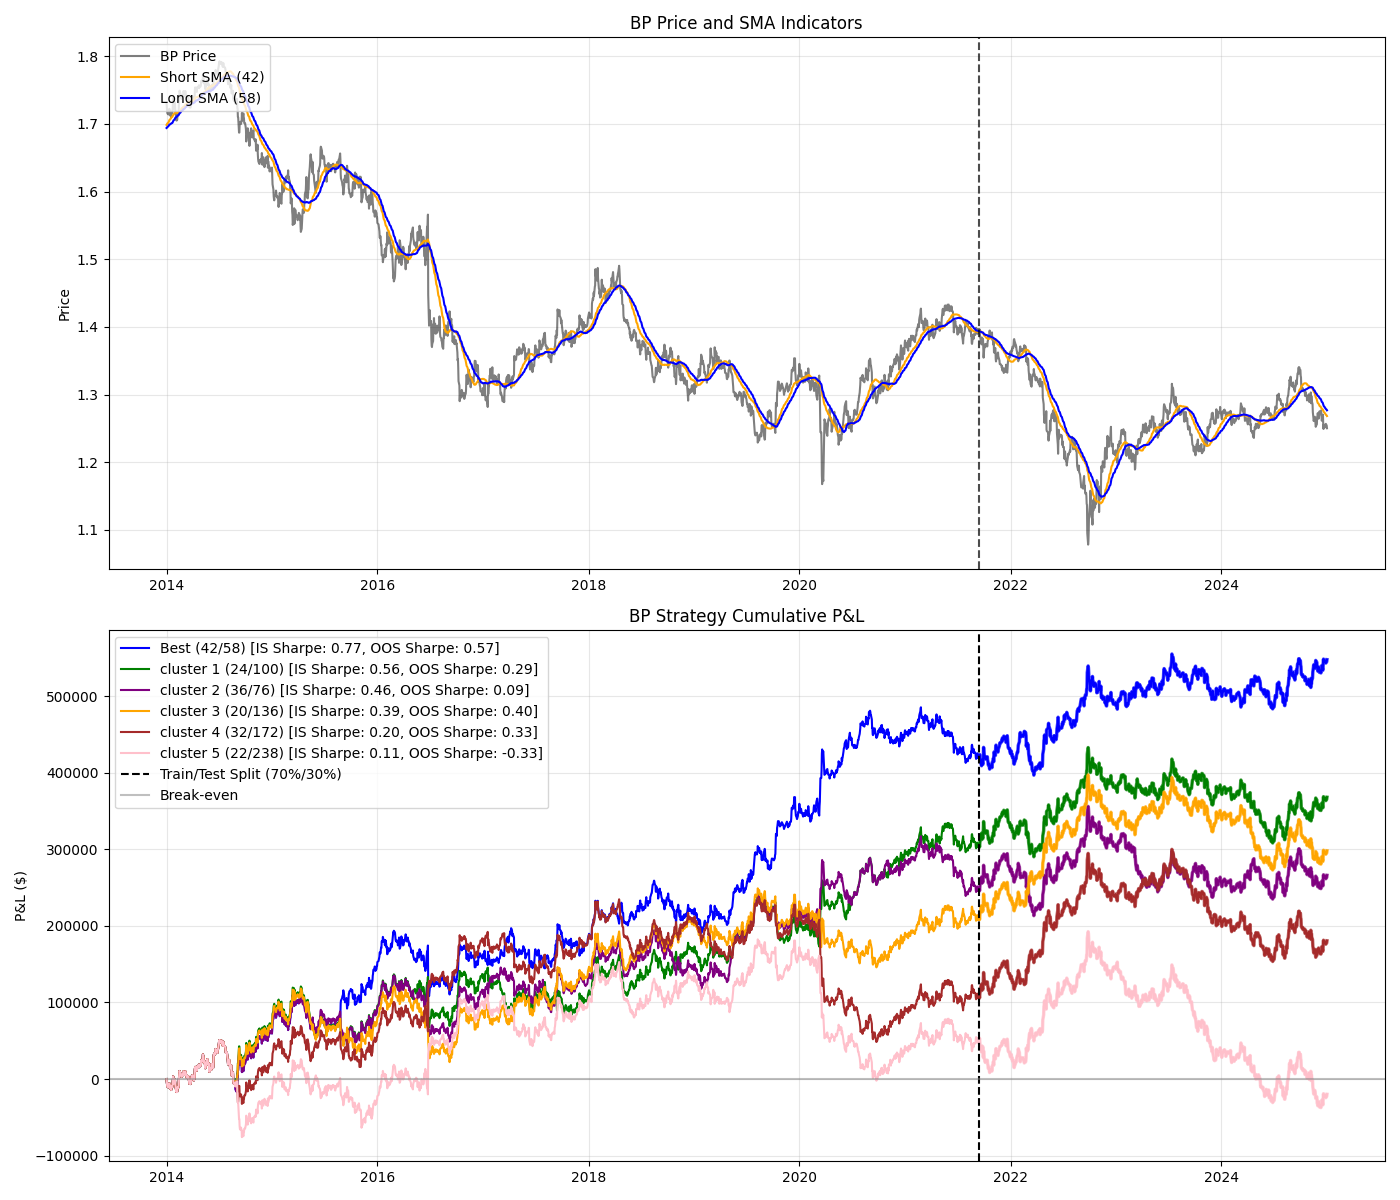 BP Price and SMA Indicators
BP Price
Short SMA (42)
Long SMA (58)
Price
1.8
1.7
1.6
1.5
1.4
1.3
1.2
1.1
2014 2016 2018 2020 2022 2024
BP Strategy Cumulative P&L
Best (42/58) [IS Sharpe: 0.77, OOS Sharpe: 0.57]
cluster 1 (24/100) [IS Sharpe: 0.56, OOS Sharpe: 0.29]
cluster 2 (36/76) [IS Sharpe: 0.46, OOS Sharpe: 0.09]
cluster 3 (20/136) [IS Sharpe: 0.39, OOS Sharpe: 0.40]
cluster 4 (32/172) [IS Sharpe: 0.20, OOS Sharpe: 0.33]
cluster 5 (22/238) [IS Sharpe: 0.11, OOS Sharpe: -0.33]
Train/Test Split (70%/30%)
Break-even
P&L ($)
500000
400000
300000
200000
100000
0
−100000
2014 2016 2018 2020 2022 2024